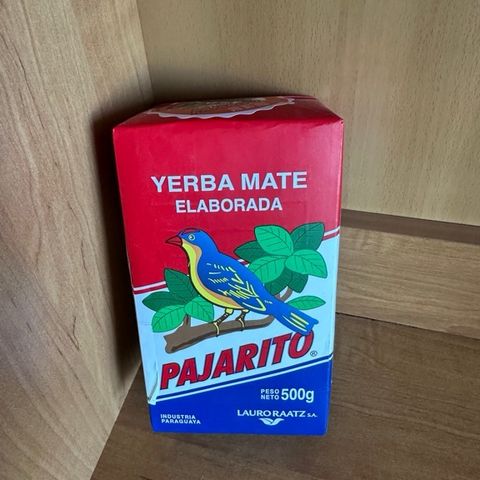 YERBA MATE
ELABORADA
PAJARITO®
PESO
NETO 500g
INDUSTRIA
PARAGUAYA
LAURO RAATZ S.A.